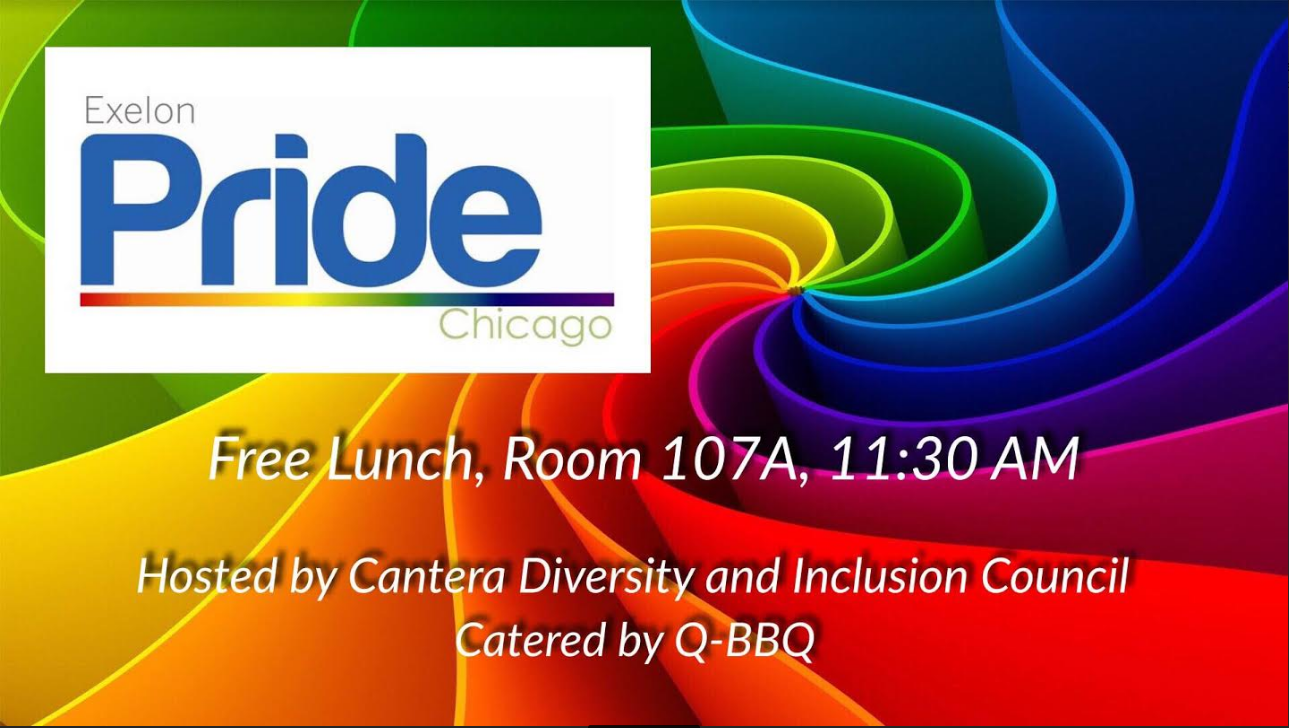 Exelon
Pride
Chicago
Free Lunch, Room 107A, 11:30 AM
Hosted by Cantera Diversity and Inclusion Council
Catered by Q-BBQ